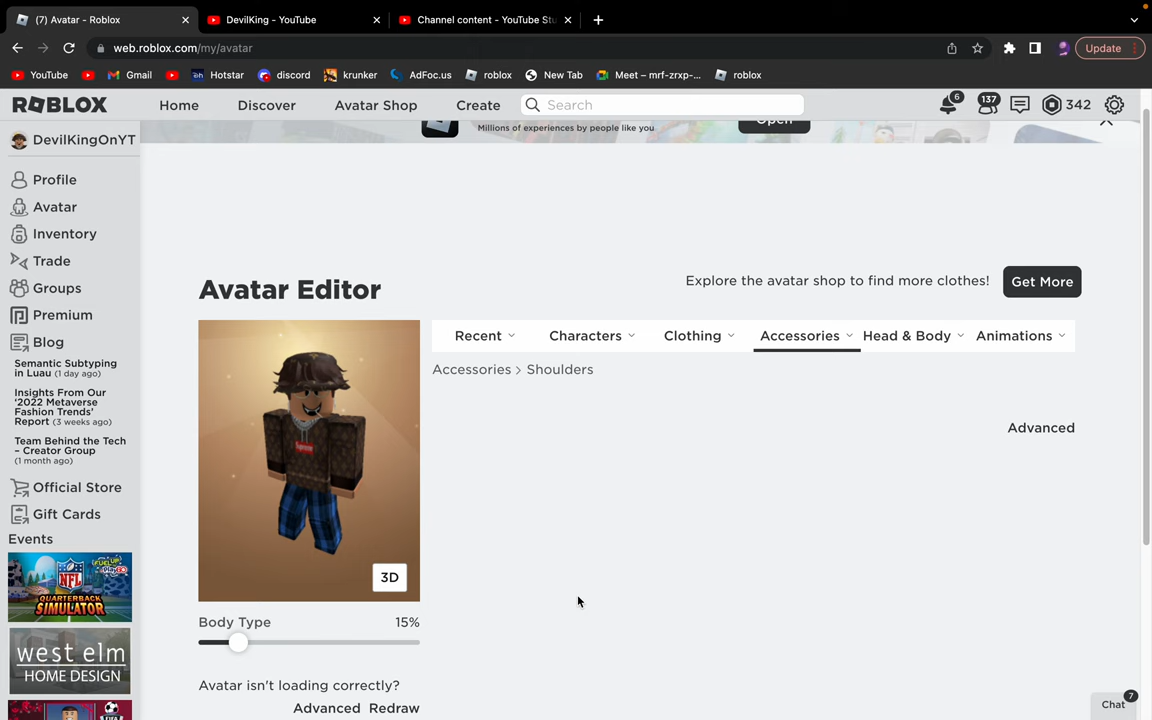 (7) Avatar - Roblox
DevilKing - YouTube
Channel content - YouTube Stu
web.roblox.com/my/avatar
Update
YouTube
Gmail
Hotstar
discord
krunker
AdFoc.us
roblox
New Tab
Meet – mrf-zrxp-...
roblox
ROBLOX
Home
Discover
Avatar Shop
Create
Search
6
137
342
DevilKingOnYT
Millions of experiences by people like you
Open
Profile
Avatar
Inventory
Trade
Groups
Premium
Blog
Semantic Subtyping
in Luau (1 day ago)
Insights From Our
‘2022 Metaverse
Fashion Trends’
Report (3 weeks ago)
Team Behind the Tech
– Creator Group
(1 month ago)
Official Store
Gift Cards
Events
NFL
QUARTERBACK
SIMULATOR
west elm
HOME DESIGN
Avatar Editor
Explore the avatar shop to find more clothes!
Get More
Recent
Characters
Clothing
Accessories
Head & Body
Animations
Accessories > Shoulders
Advanced
Supreme
3D
Body Type 15%
Avatar isn't loading correctly?
Advanced Redraw
Chat
7